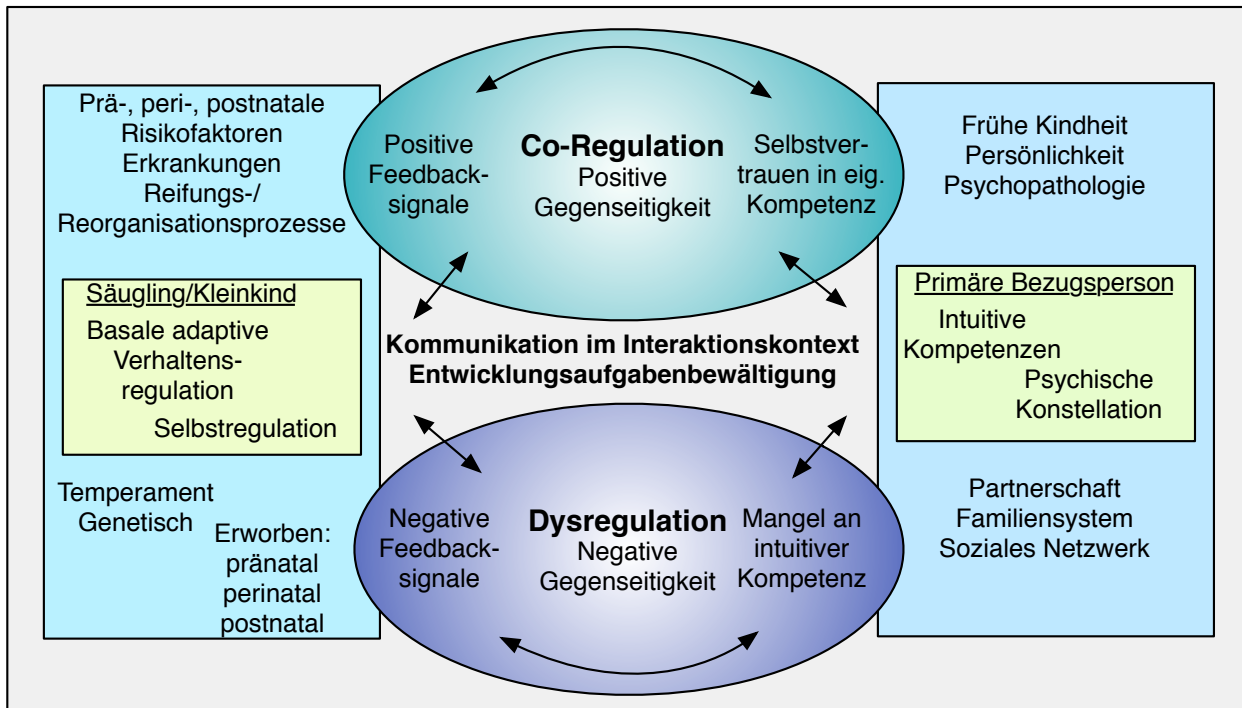 Prä-, peri-, postnatale
Risikofaktoren
Erkrankungen
Reifungs-/
Reorganisationsprozesse
Säugling/Kleinkind
Basale adaptive
Verhaltens-
regulation
Selbstregulation
Temperament
Genetisch
Erworben:
pränatal
perinatal
postnatal
Positive
Feedback-
signale
Co-Regulation
Positive
Gegenseitigkeit
Selbstver-
trauen in eig.
Kompetenz
Kommunikation im Interaktionskontext
Entwicklungsaufgabenbewältigung
Negative
Feedback-
signale
Dysregulation
Negative
Gegenseitigkeit
Mangel an
intuitiver
Kompetenz
Frühe Kindheit
Persönlichkeit
Psychopathologie
Primäre Bezugsperson
Intuitive
Kompetenzen
Psychische
Konstellation
Partnerschaft
Familiensystem
Soziales Netzwerk